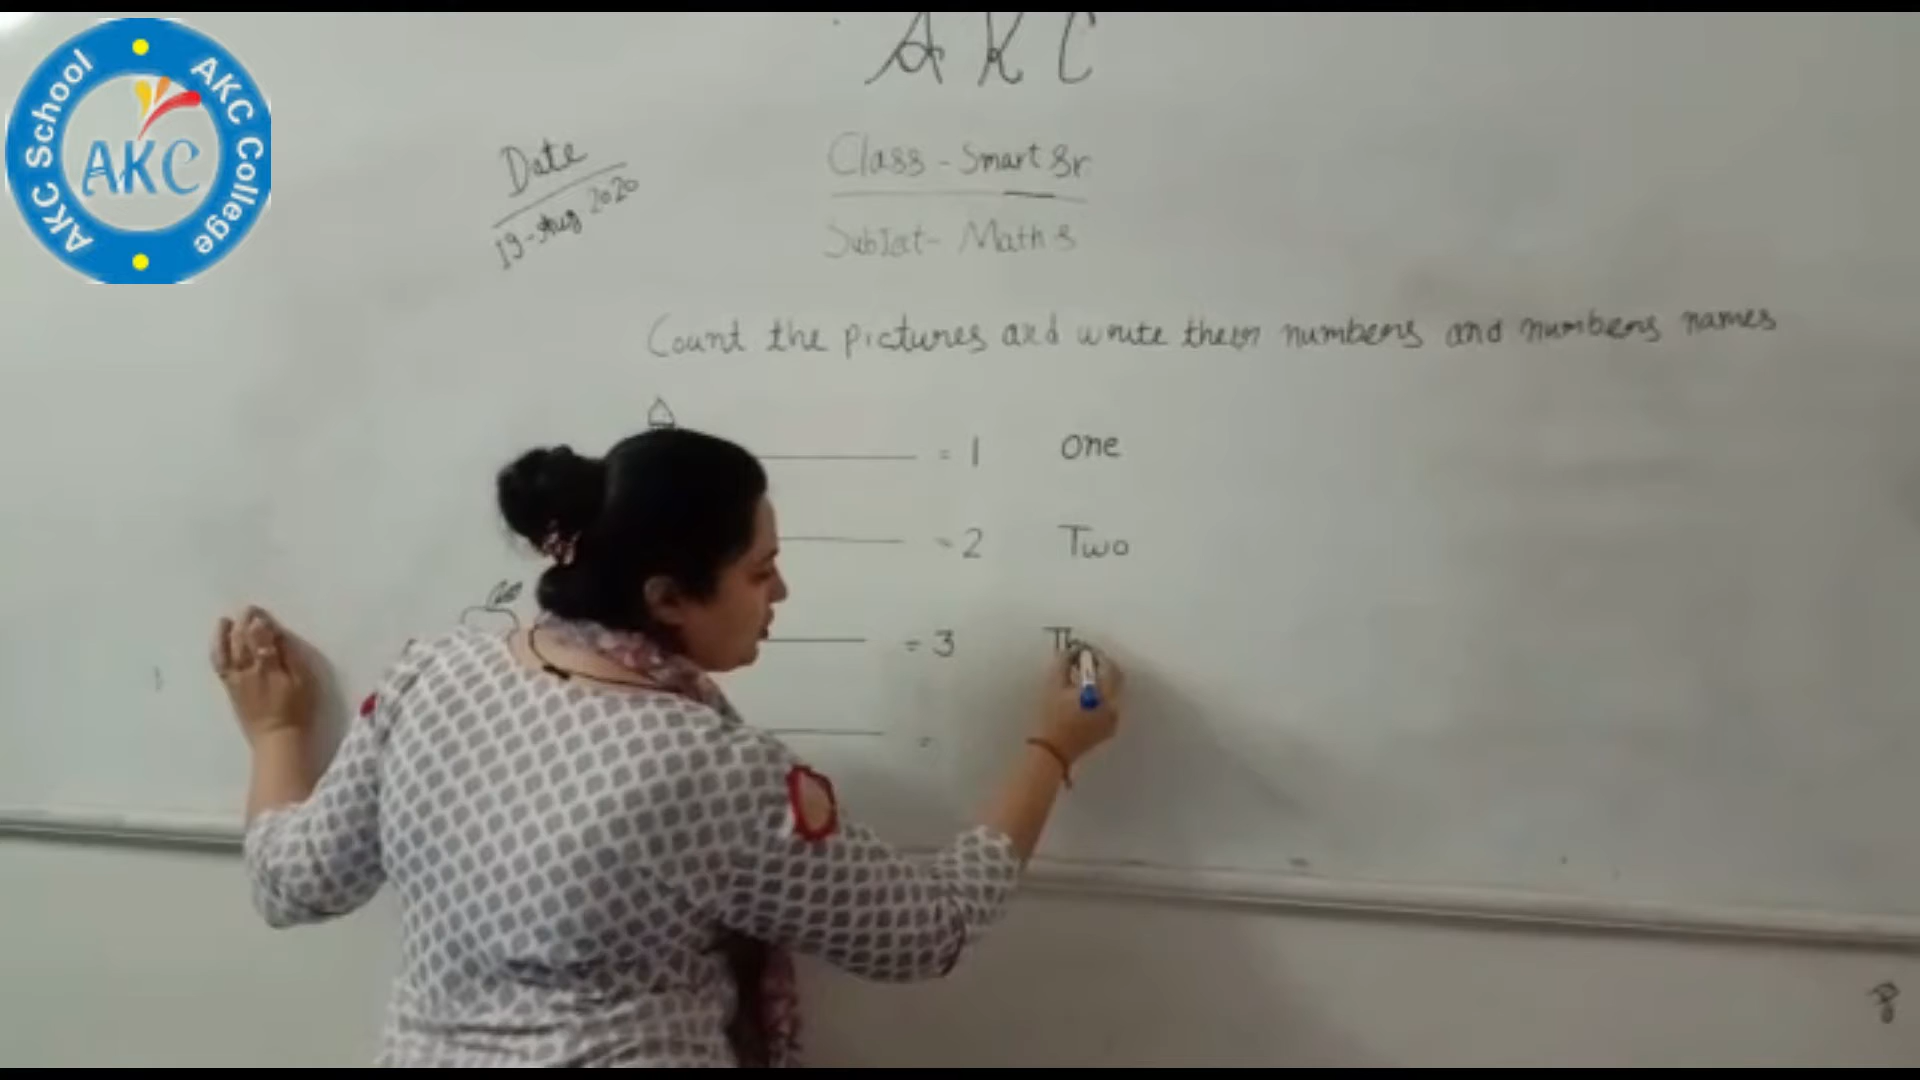 AKC School
AKC College
AKC
AKC
Date
19-Aug 2020
Class - Smart Sr
Subject - Maths
Count the pictures and write their numbers and numbers names
= 1 One
= 2 Two
= 3 Th
=